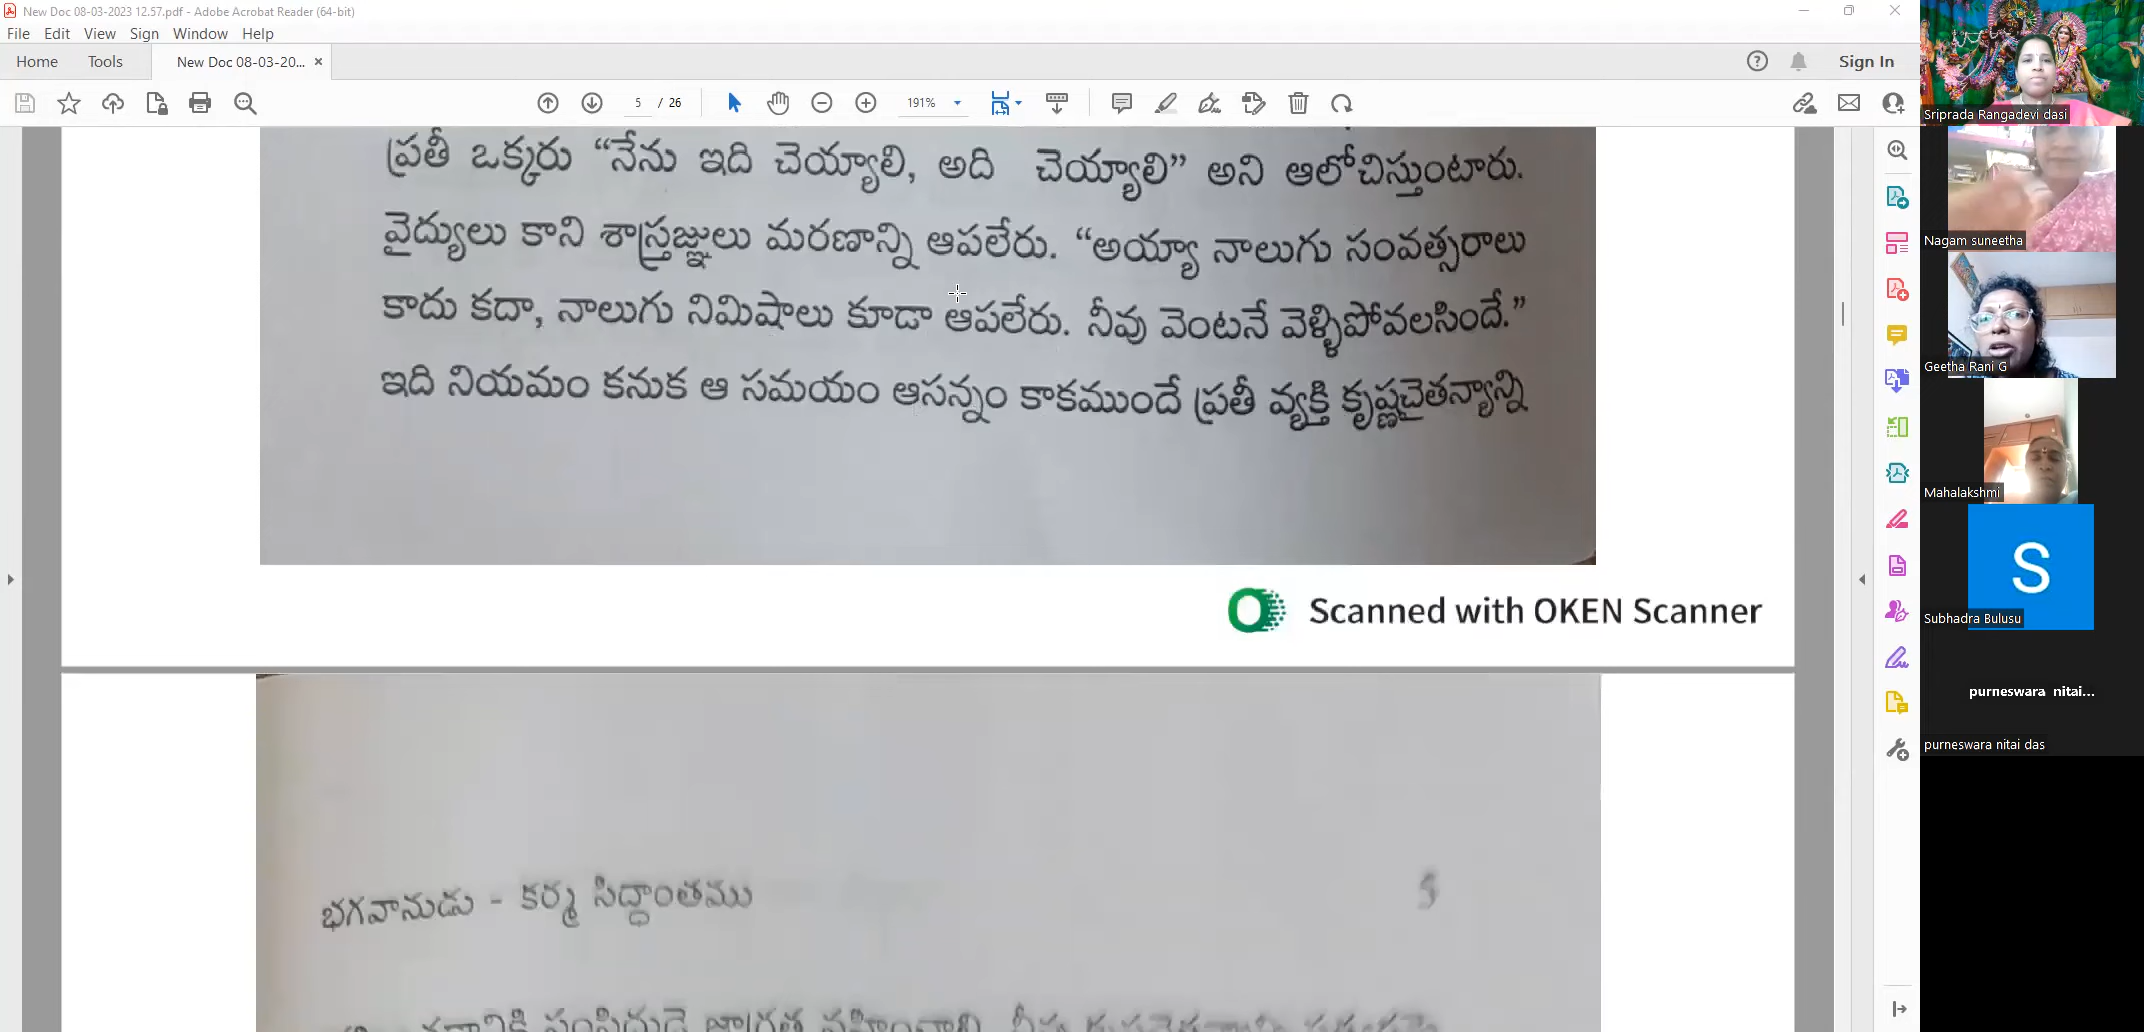 New Doc 08-03-2023 12.57.pdf - Adobe Acrobat Reader (64-bit)
File Edit View Sign Window Help
Home Tools New Doc 08-03-20... × Sign In
5 / 26 191%
ప్రతీ ఒక్కరు “నేను ఇది చెయ్యాలి, అది చెయ్యాలి” అని ఆలోచిస్తుంటారు.
వైద్యులు కాని శాస్త్రజ్ఞులు మరణాన్ని ఆపలేరు. “అయ్యా నాలుగు సంవత్సరాలు
కాదు కదా, నాలుగు నిమిషాలు కూడా ఆపలేరు. నీవు వెంటనే వెళ్ళిపోవలసిందే.”
ఇది నియమం కనుక ఆ సమయం ఆసన్నం కాకముందే ప్రతీ వ్యక్తి కృష్ణచైతన్యాన్ని
Scanned with OKEN Scanner
భగవానుడు - కర్మ సిద్ధాంతము 5
Sriprada Rangadevi dasi
Nagam suneetha
Geetha Rani G
Mahalakshmi
S
Subhadra Bulusu
purneswara nitai...
purneswara nitai das